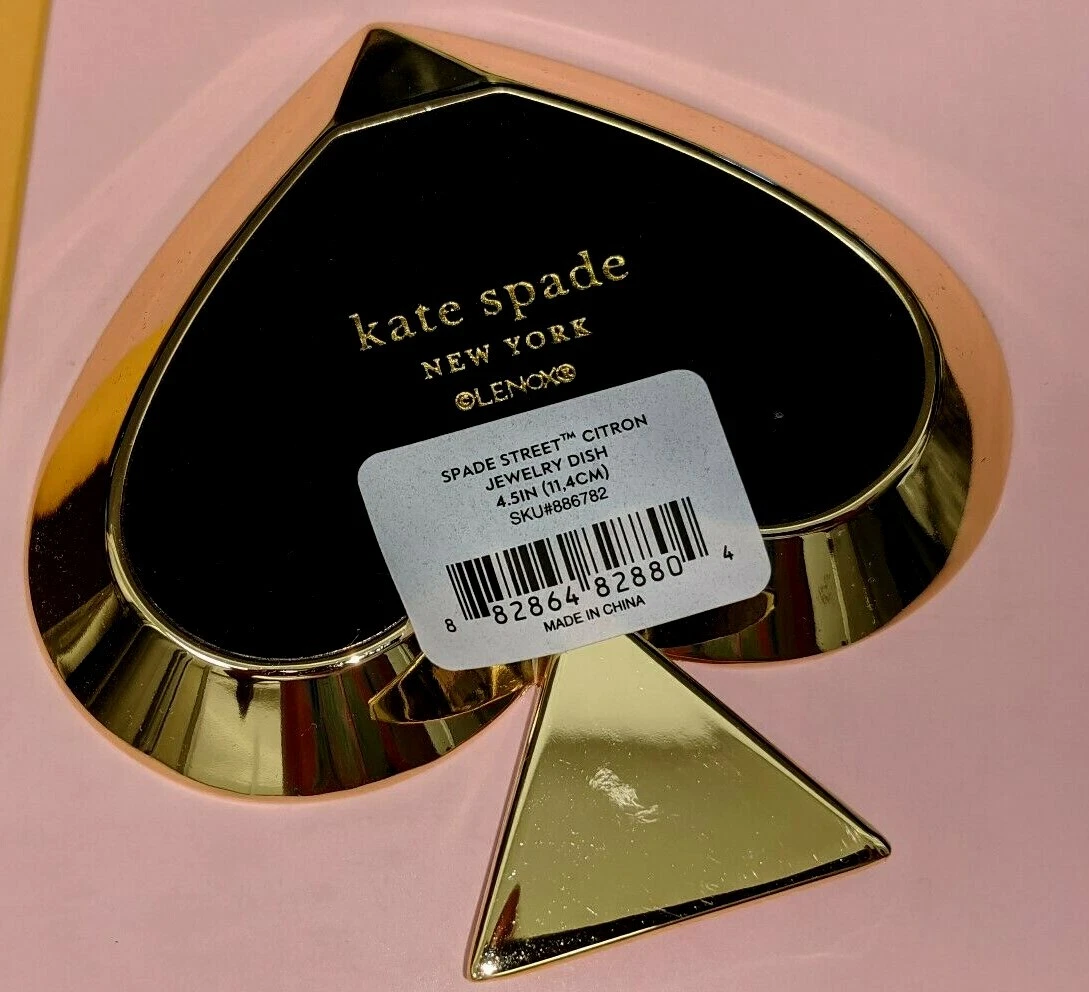 kate spade
NEW YORK
©LENOX®
SPADE STREET™ CITRON
JEWELRY DISH
4.5IN (11,4CM)
SKU#886782
8 82864 82880 4
MADE IN CHINA